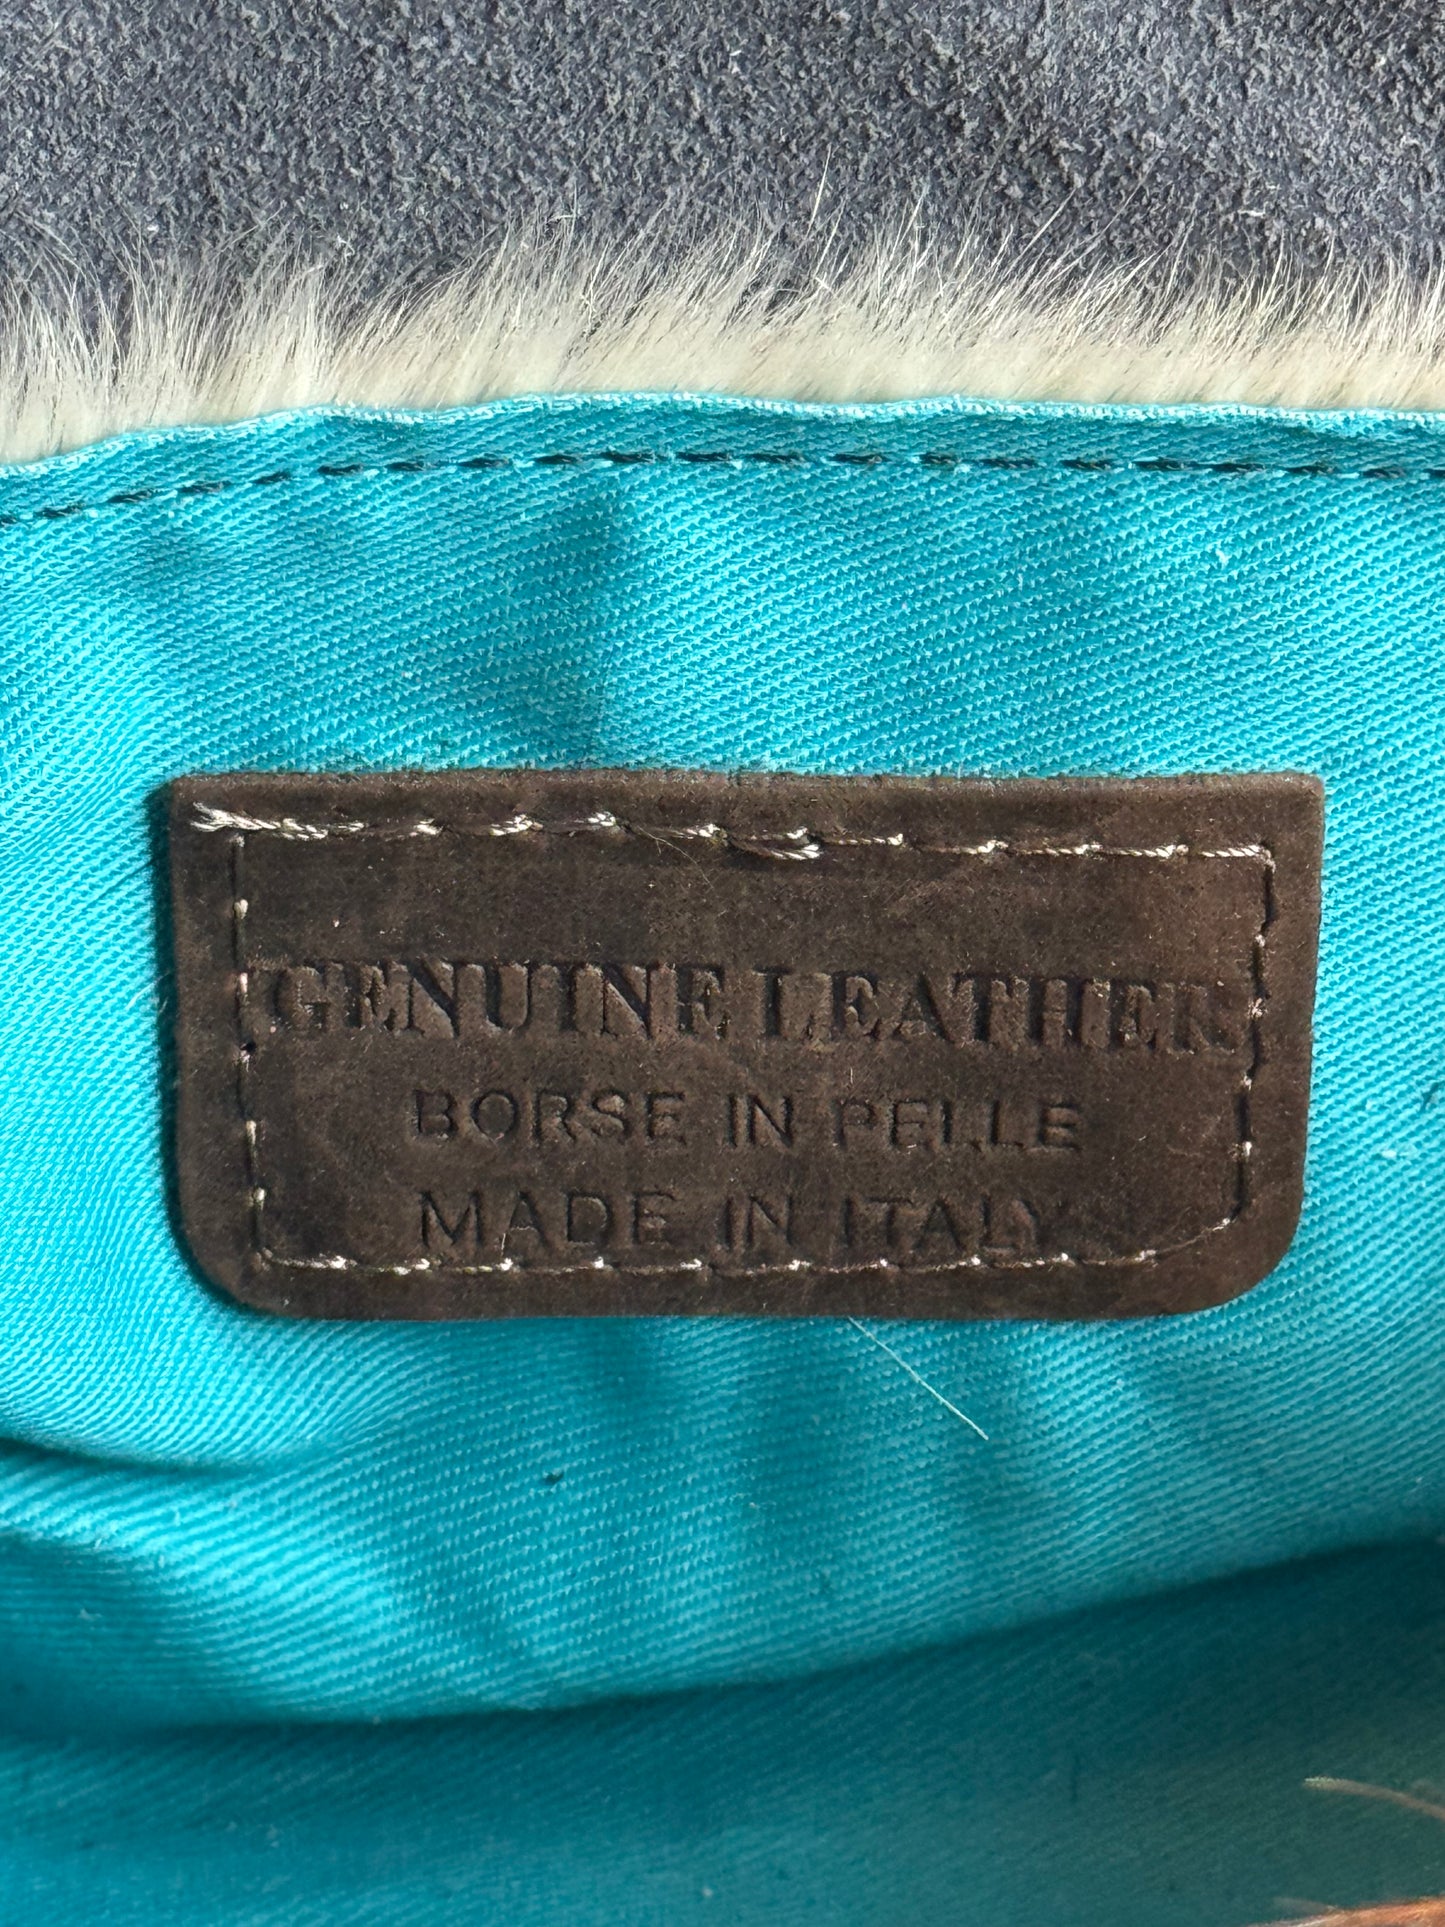 GENUINE LEATHER
BORSE IN PELLE
MADE IN ITALY